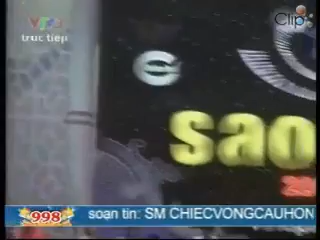 VTV3
Clip
trực tiếp
sao
998
soạn tin: SM CHIECVONGCAUHON